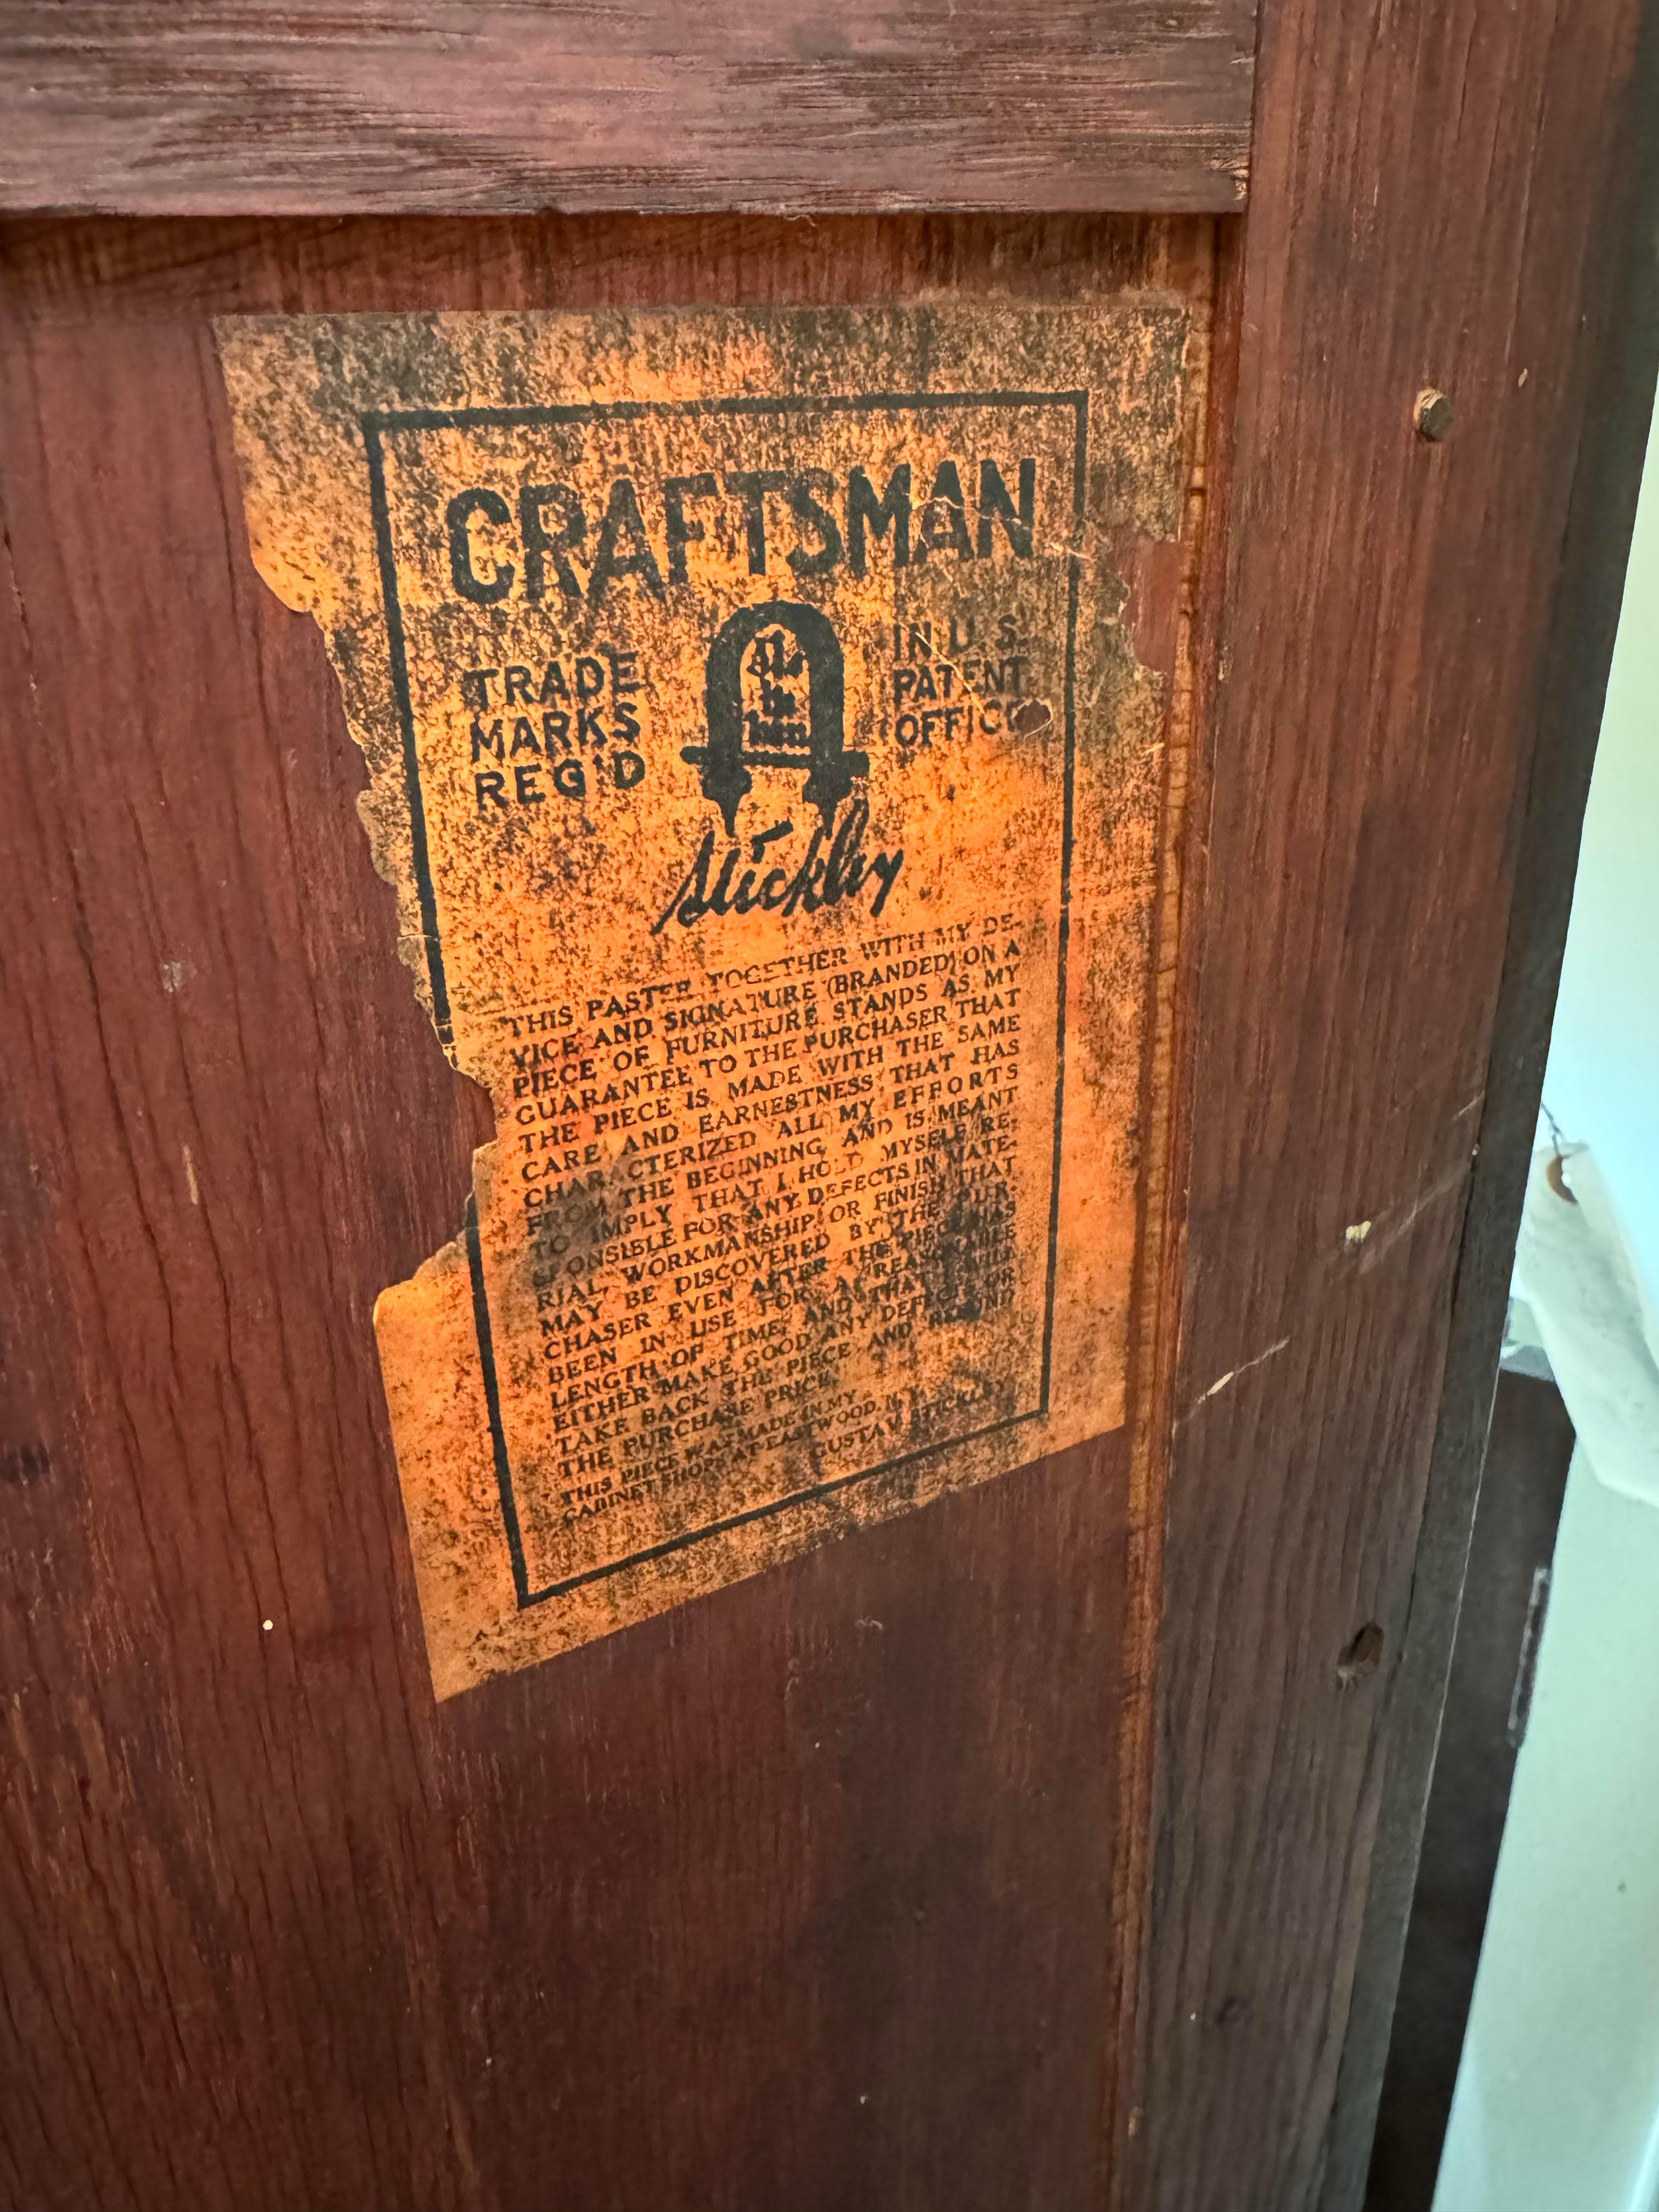 CRAFTSMAN
TRADE
MARKS
REG'D
Als
ik
kan
IN U.S.
PATENT
OFFICE
Stickley
THIS PASTER TOGETHER WITH MY DE-
VICE AND SIGNATURE (BRANDED) ON A
PIECE OF FURNITURE STANDS AS MY
GUARANTEE TO THE PURCHASER THAT
THE PIECE IS MADE WITH THE SAME
CARE AND EARNESTNESS THAT HAS
CHARACTERIZED ALL MY EFFORTS
FROM THE BEGINNING, AND IS MEANT
TO IMPLY THAT I HOLD MYSELF RE-
SPONSIBLE FOR ANY DEFECTS IN MATE-
RIAL, WORKMANSHIP OR FINISH THAT
MAY BE DISCOVERED BY THE PUR-
CHASER EVEN AFTER THE PIECE HAS
BEEN IN USE FOR A REASONABLE
LENGTH OF TIME, AND THAT I WILL
EITHER MAKE GOOD ANY DEFECTS OR
TAKE BACK THE PIECE AND REFUND
THE PURCHASE PRICE.
THIS PIECE WAS MADE IN MY
CABINET SHOPS AT EASTWOOD, N.Y.
GUSTAV STICKLEY